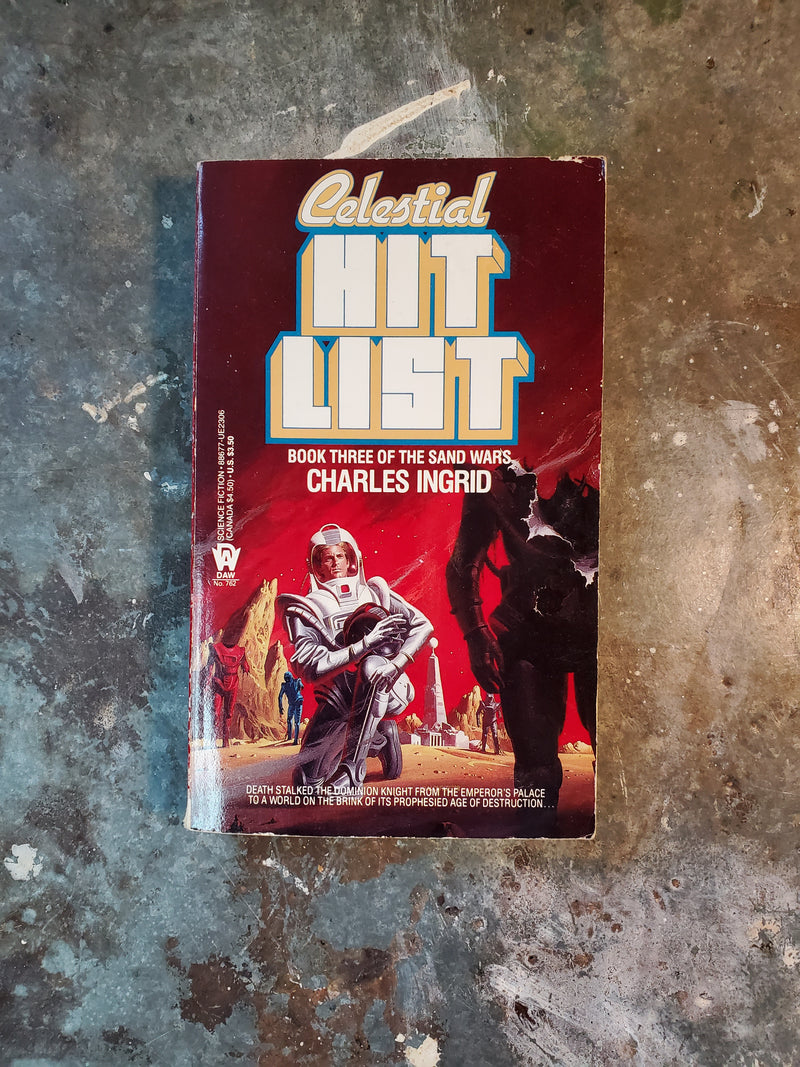 Celestial
HIT
LIST
BOOK THREE OF THE SAND WARS
CHARLES INGRID
SCIENCE FICTION • 88677-UE2306
(CANADA $4.50) • U.S. $3.50
DAW
No. 762
DEATH STALKED THE DOMINION KNIGHT FROM THE EMPEROR'S PALACE
TO A WORLD ON THE BRINK OF ITS PROPHESIED AGE OF DESTRUCTION...